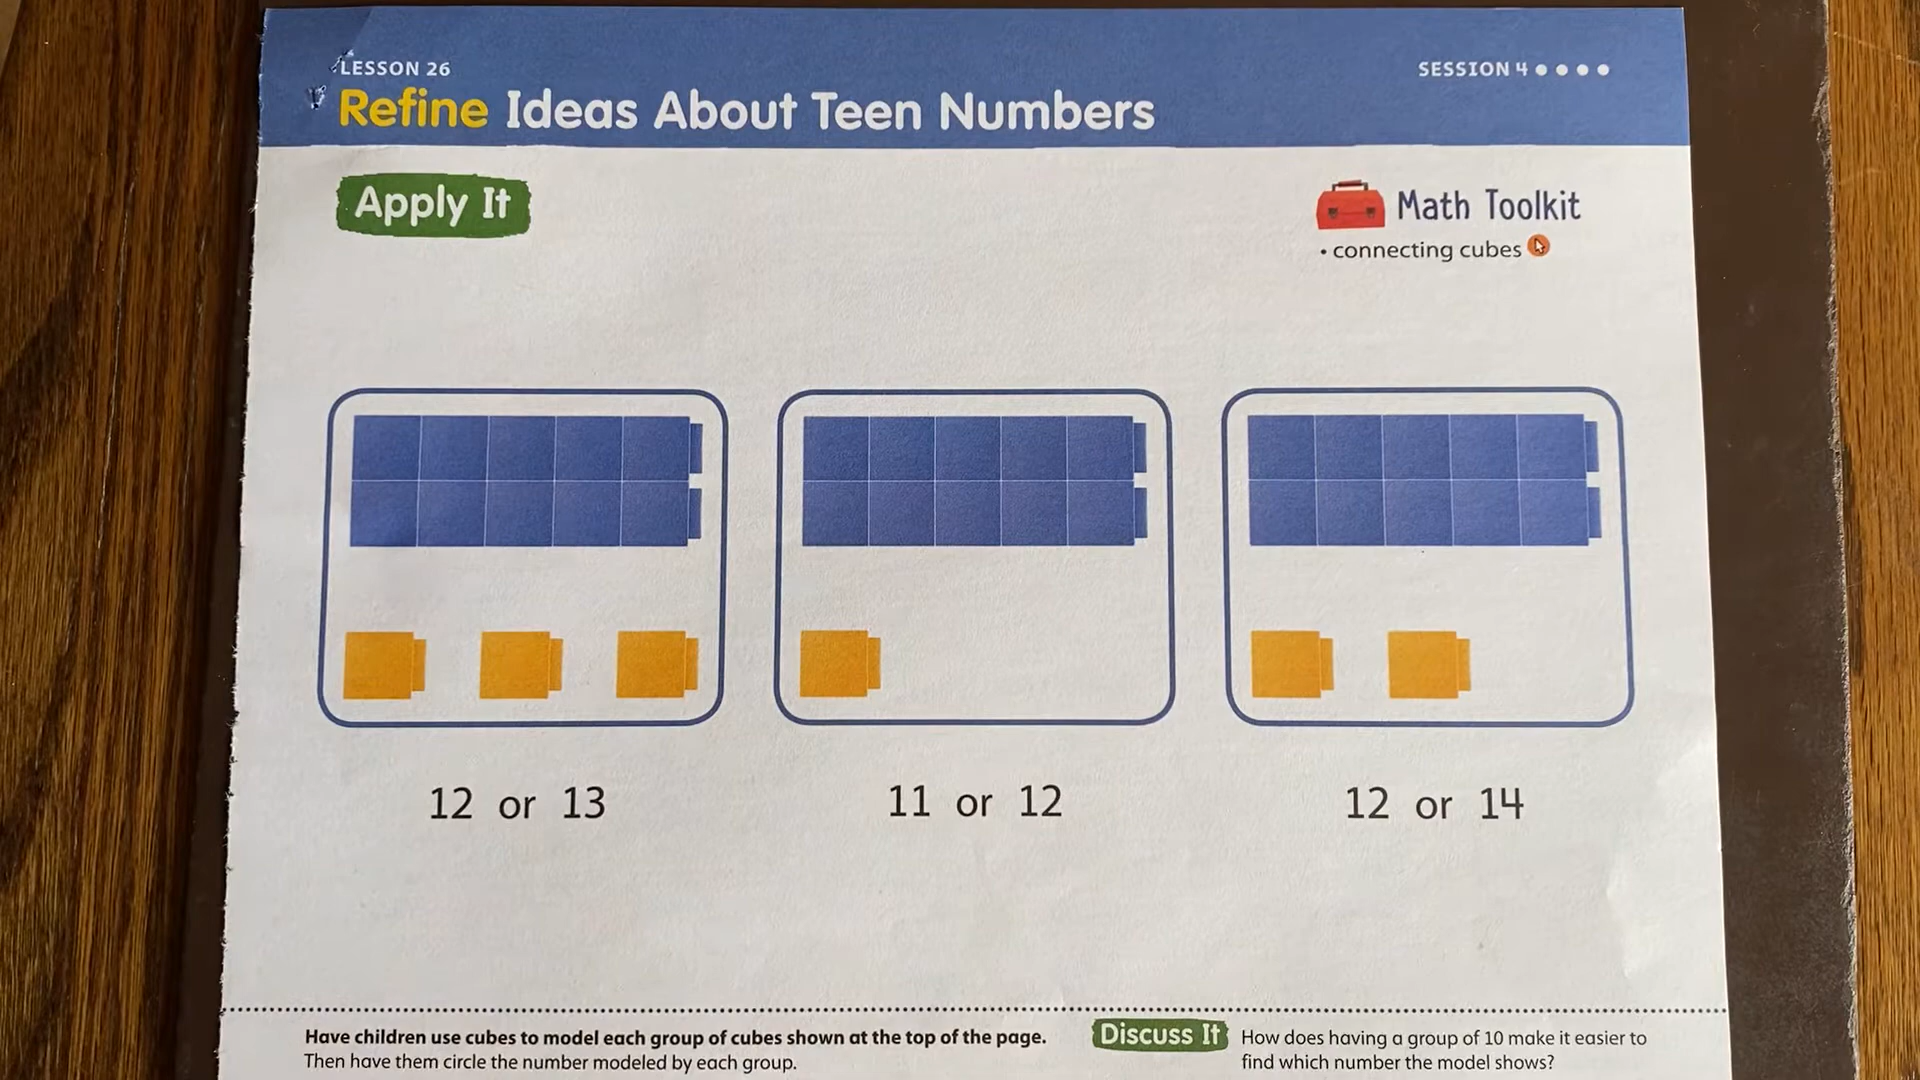 LESSON 26
SESSION 4
Refine Ideas About Teen Numbers
Apply It
Math Toolkit
• connecting cubes
12 or 13
11 or 12
12 or 14
Have children use cubes to model each group of cubes shown at the top of the page.
Then have them circle the number modeled by each group.
Discuss It
How does having a group of 10 make it easier to
find which number the model shows?